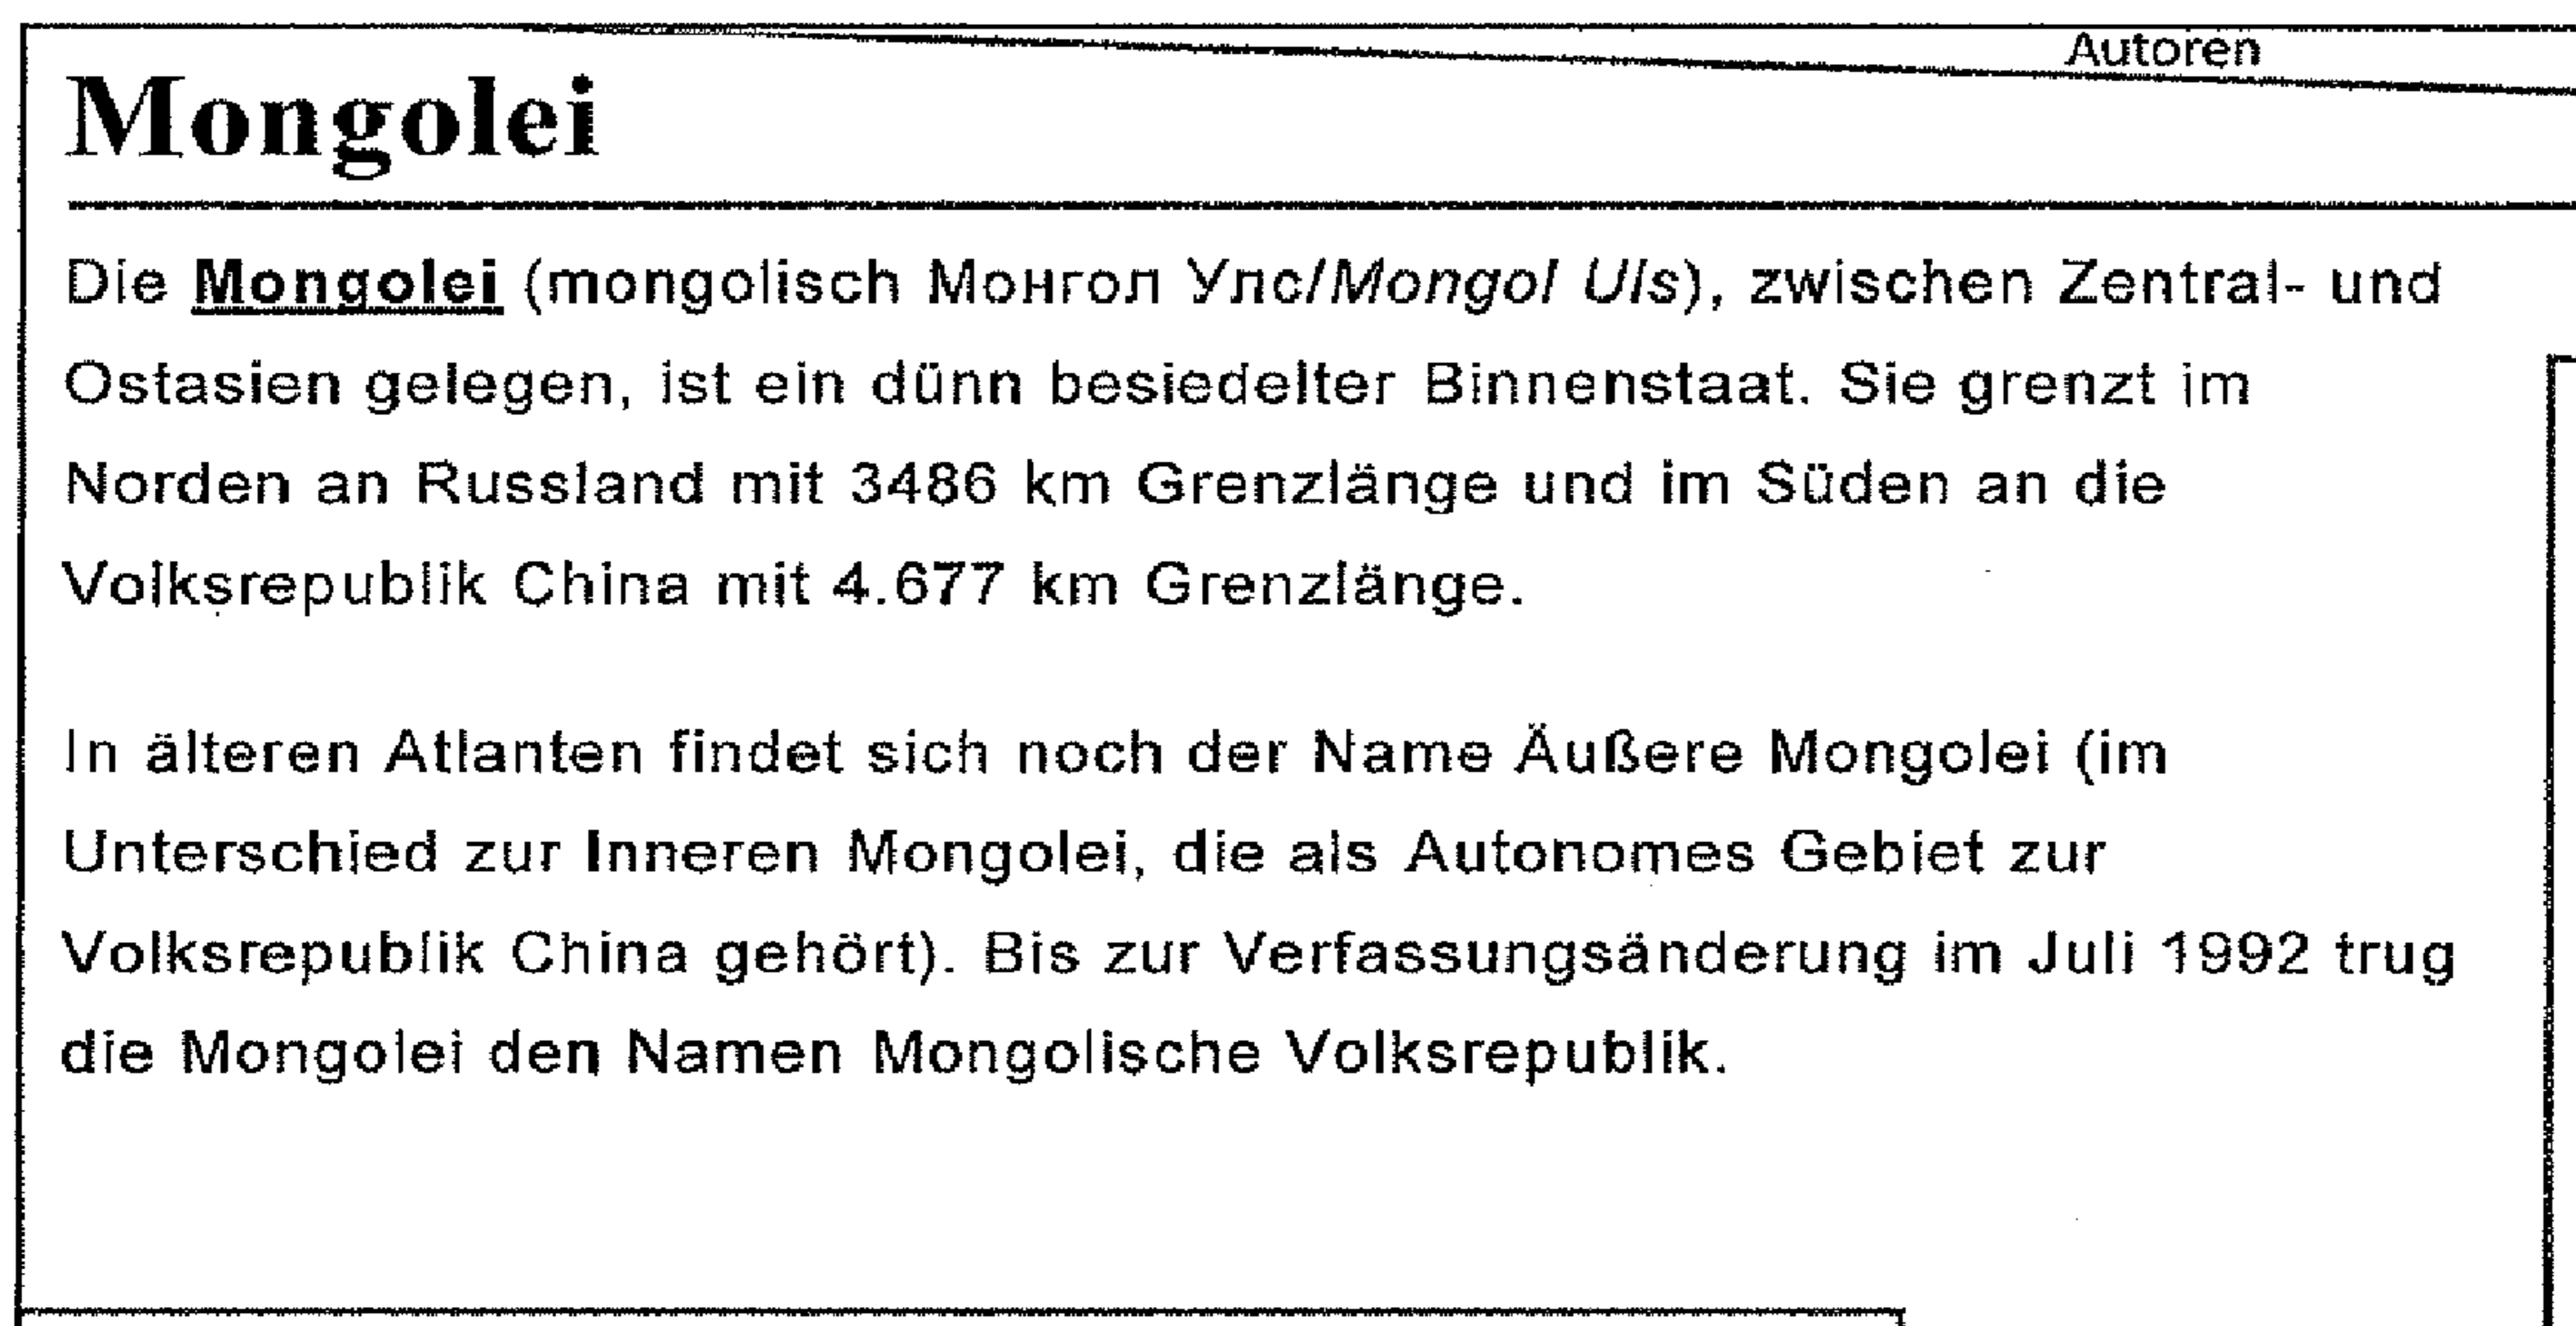 Autoren
Mongolei
Die Mongolei (mongolisch Монгол Улс/Mongol Uls), zwischen Zentral- und
Ostasien gelegen, ist ein dünn besiedelter Binnenstaat. Sie grenzt im
Norden an Russland mit 3486 km Grenzlänge und im Süden an die
Volksrepublik China mit 4.677 km Grenzlänge.
In älteren Atlanten findet sich noch der Name Äußere Mongolei (im
Unterschied zur Inneren Mongolei, die als Autonomes Gebiet zur
Volksrepublik China gehört). Bis zur Verfassungsänderung im Juli 1992 trug
die Mongolei den Namen Mongolische Volksrepublik.